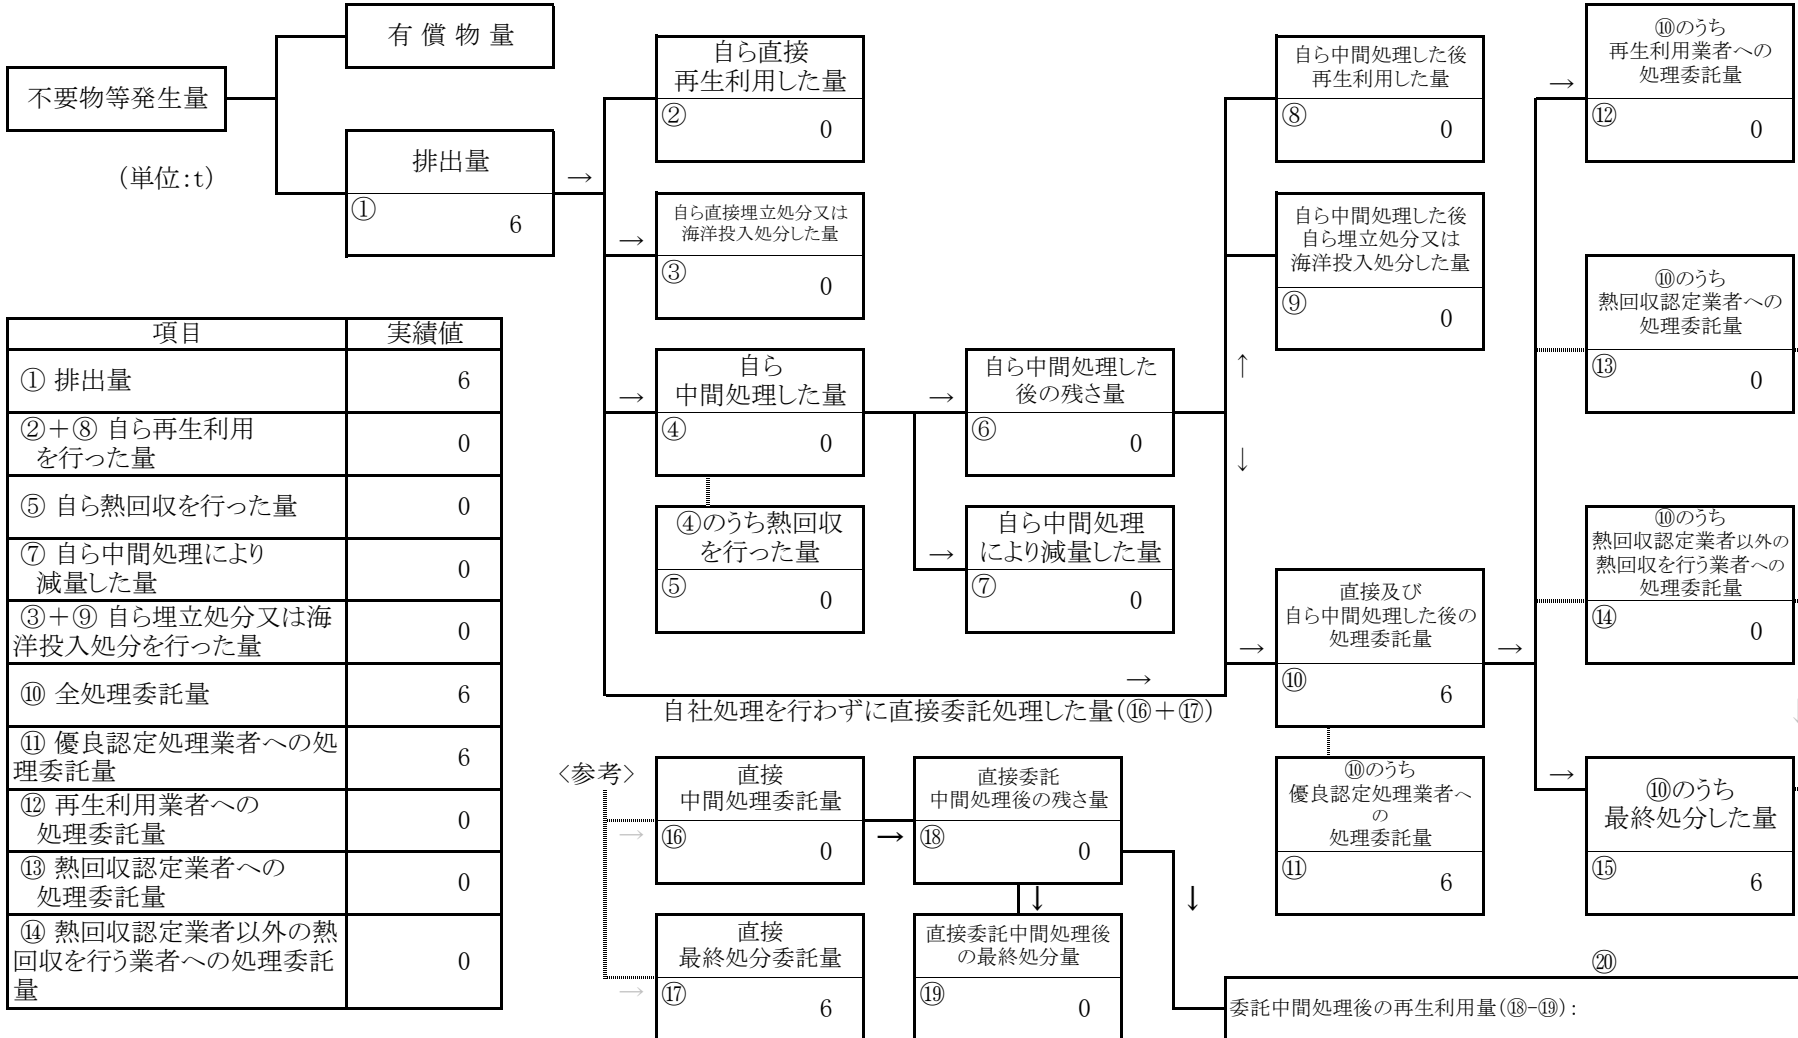 有償物量
不要物等発生量
(単位:t)
排出量
①
6
→
自ら直接
再生利用した量
②
0
→
自ら直接埋立処分又は
海洋投入処分した量
③
0
→
自ら
中間処理した量
④
0
④のうち熱回収
を行った量
⑤
0
→
自ら中間処理した
後の残さ量
⑥
0
→
自ら中間処理
により減量した量
⑦
0
自ら中間処理した後
再生利用した量
⑧
0
自ら中間処理した後
自ら埋立処分又は
海洋投入処分した量
⑨
0
↑
↓
→
自社処理を行わずに直接委託処理した量(⑯+⑰)
→
直接及び
自ら中間処理した後の
処理委託量
⑩
6
→
⑩のうち
優良認定処理業者へ
の
処理委託量
⑪
6
→
⑩のうち
再生利用業者への
処理委託量
⑫
0
⑩のうち
熱回収認定業者への
処理委託量
⑬
0
⑩のうち
熱回収認定業者以外の
熱回収を行う業者への
処理委託量
⑭
0
↓
→
⑩のうち
最終処分した量
⑮
6
項目 実績値
① 排出量 6
②+⑧ 自ら再生利用
を行った量
0
⑤ 自ら熱回収を行った量 0
⑦ 自ら中間処理により
減量した量
0
③+⑨ 自ら埋立処分又は海
洋投入処分を行った量
0
⑩ 全処理委託量 6
⑪ 優良認定処理業者への処
理委託量
6
⑫ 再生利用業者への
処理委託量
0
⑬ 熱回収認定業者への
処理委託量
0
⑭ 熱回収認定業者以外の熱
回収を行う業者への処理委託
量
0
<参考>
→
直接
中間処理委託量
⑯
0
→
直接委託
中間処理後の残さ量
⑱
0
↓
↓
→
直接
最終処分委託量
⑰
6
直接委託中間処理後
の最終処分量
⑲
0
⑳
委託中間処理後の再生利用量(⑱-⑲):